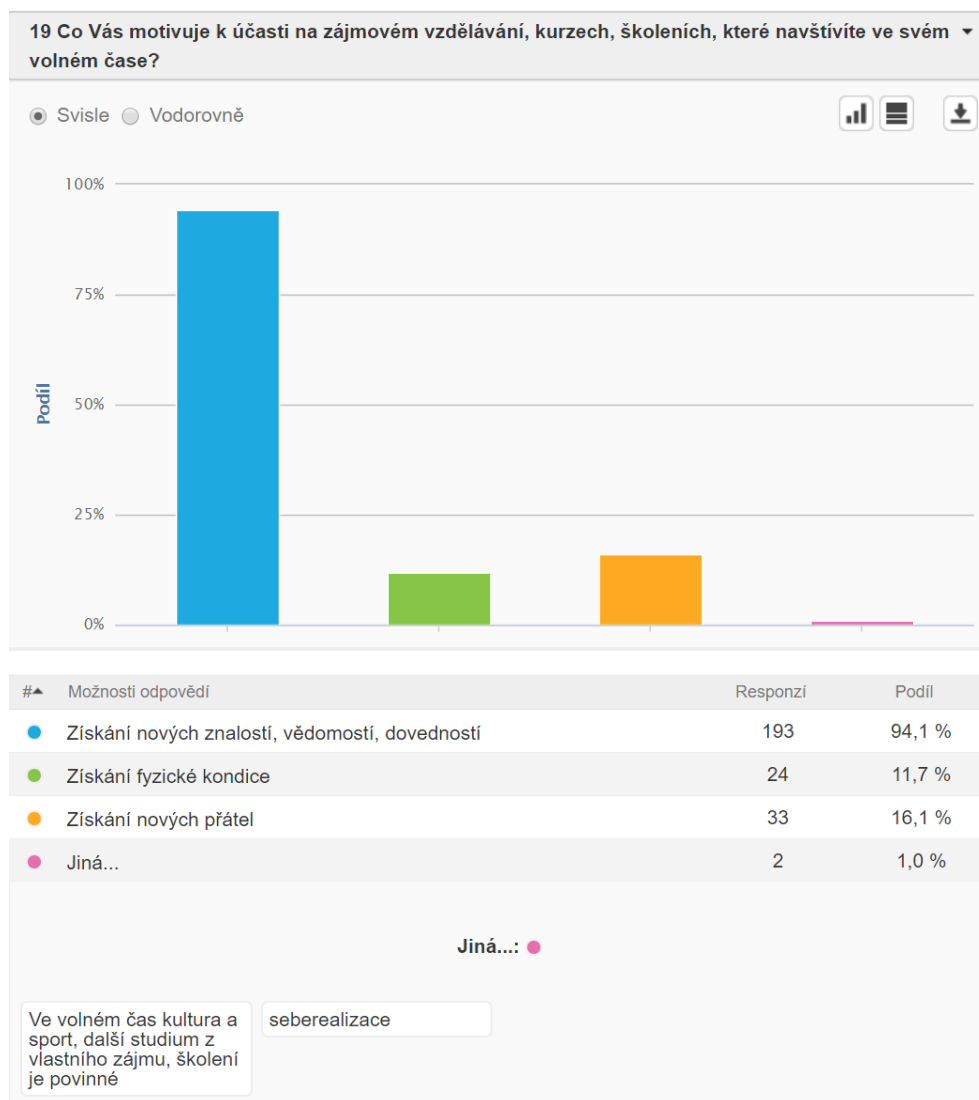 19 Co Vás motivuje k účasti na zájmovém vzdělávání, kurzech, školeních, které navštívíte ve svém
volném čase?
Svisle Vodorovně
100%
75%
50%
25%
0%
Podíl
#▲ Možnosti odpovědí Responzí Podíl
Získání nových znalostí, vědomostí, dovedností 193 94,1 %
Získání fyzické kondice 24 11,7 %
Získání nových přátel 33 16,1 %
Jiná... 2 1,0 %
Jiná...:
Ve volném čas kultura a
sport, další studium z
vlastního zájmu, školení
je povinné
seberealizace